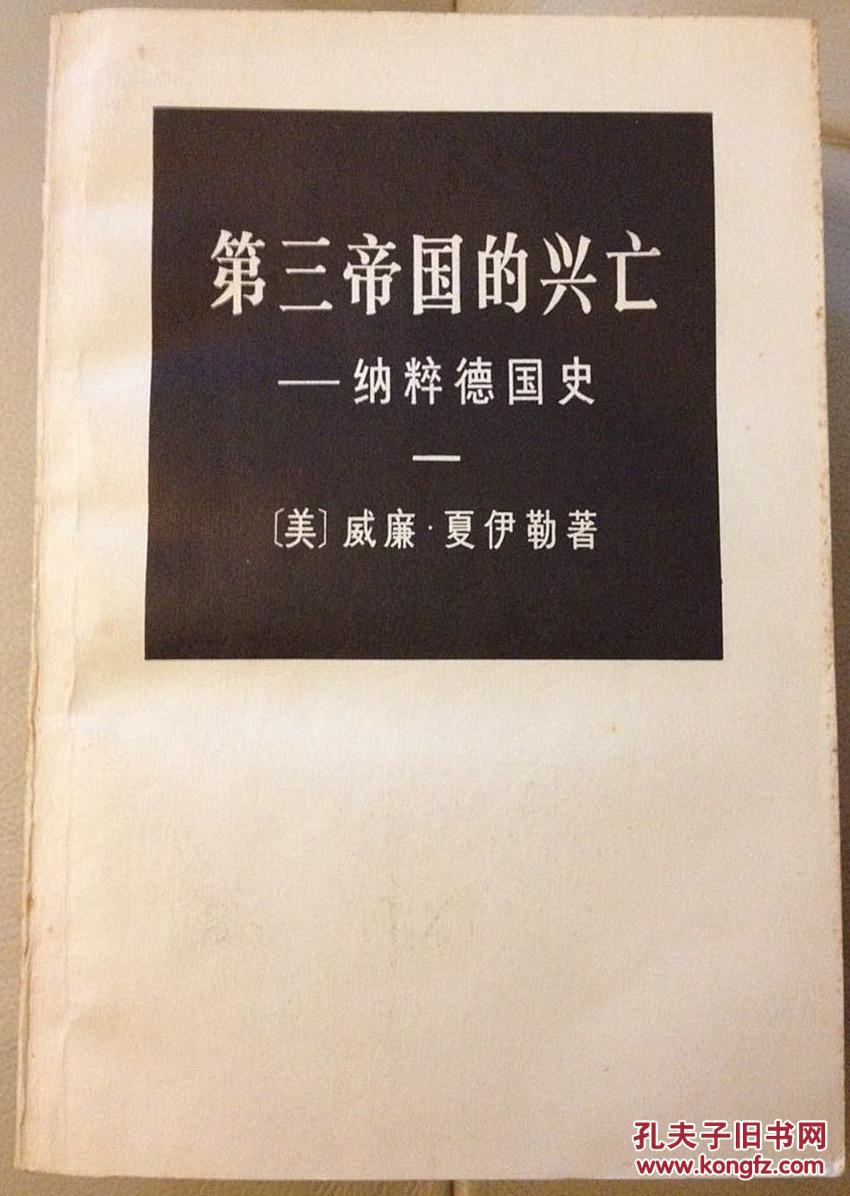 第三帝国的兴亡
——纳粹德国史
一
〔美〕威廉·夏伊勒著
孔夫子旧书网
www.kongfz.com